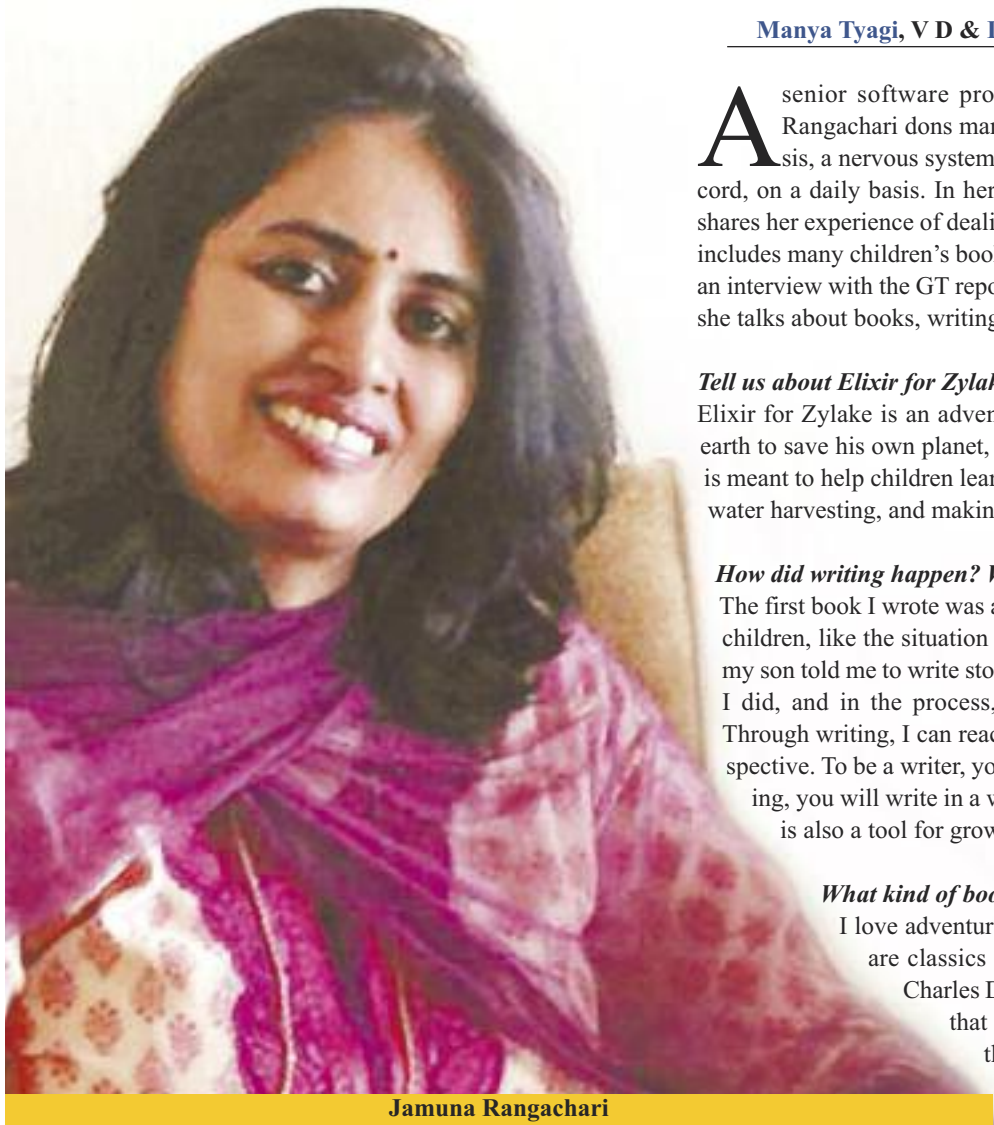 Manya Tyagi, V D &
A senior software pro
Rangachari dons man
sis, a nervous system
cord, on a daily basis. In her
shares her experience of deali
includes many children's boo
an interview with the GT repo
she talks about books, writing
Tell us about Elixir for Zylak
Elixir for Zylake is an adven
earth to save his own planet,
is meant to help children lear
water harvesting, and makin
How did writing happen? W
The first book I wrote was a
children, like the situation
my son told me to write sto
I did, and in the process,
Through writing, I can read
spective. To be a writer, yo
ing, you will write in a w
is also a tool for grow
What kind of boo
I love adventur
are classics
Charles D
that
th
Jamuna Rangachari